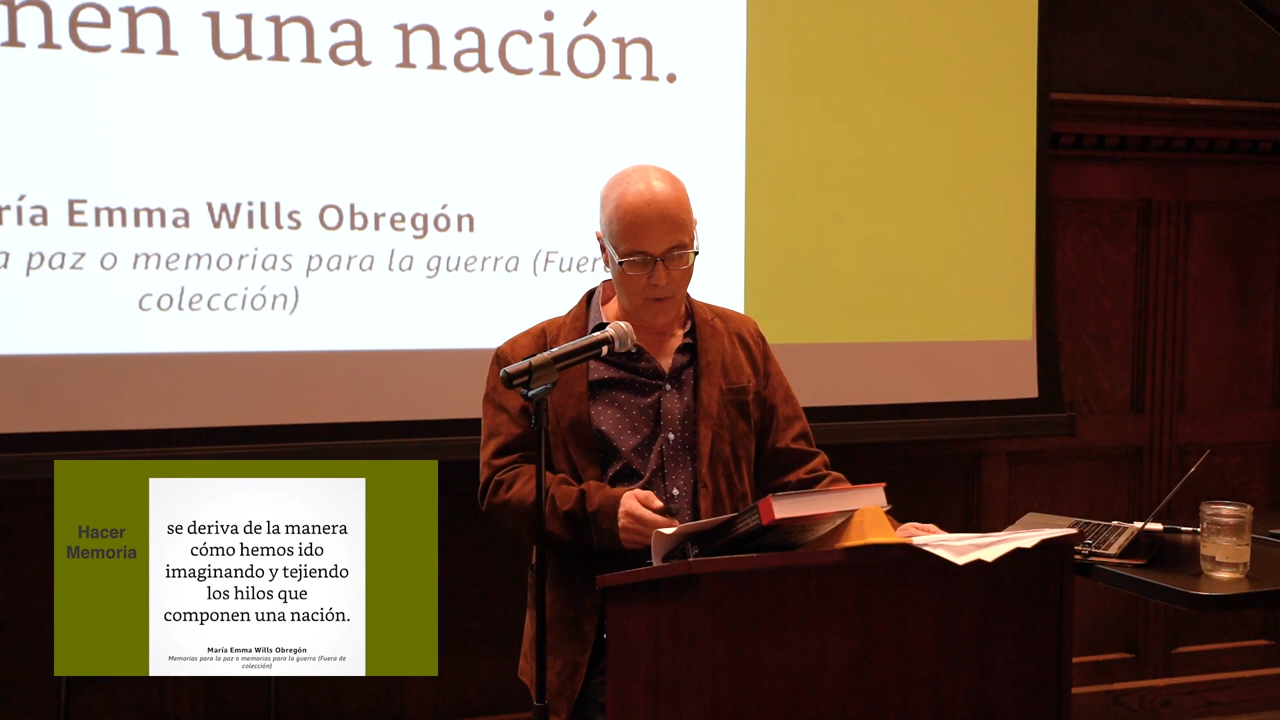 nen una nación.
ría Emma Wills Obregón
a paz o memorias para la guerra (Fuer
colección)
Hacer
Memoria
se deriva de la manera
cómo hemos ido
imaginando y tejiendo
los hilos que
componen una nación.
María Emma Wills Obregón
Memorias para la paz o memorias para la guerra (Fuera de
colección)